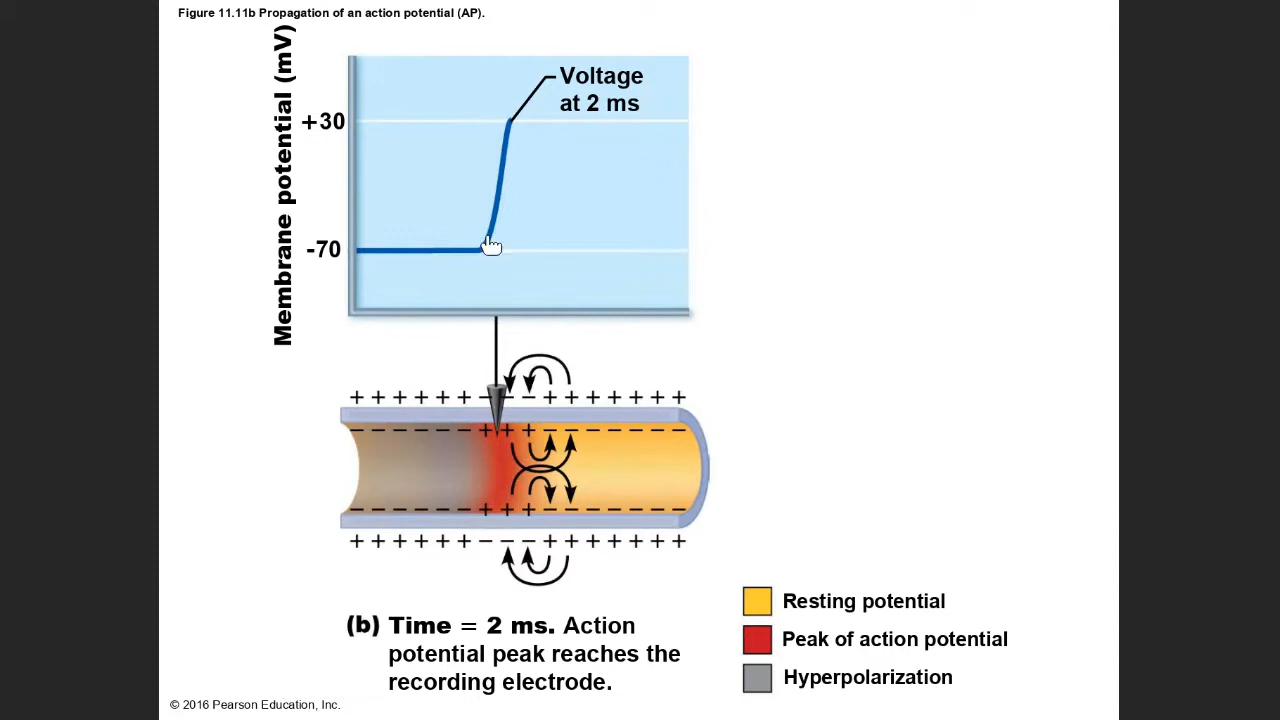 Figure 11.11b Propagation of an action potential (AP).
Membrane potential (mV)
Voltage
at 2 ms
+30
-70
+ + + + + + − − − + + + + + + +
− − − − − − + + + − − − − − − −
− − − − − − + + + − − − − − − −
+ + + + + + − − − + + + + + + +
(b) Time = 2 ms. Action
potential peak reaches the
recording electrode.
Resting potential
Peak of action potential
Hyperpolarization
© 2016 Pearson Education, Inc.